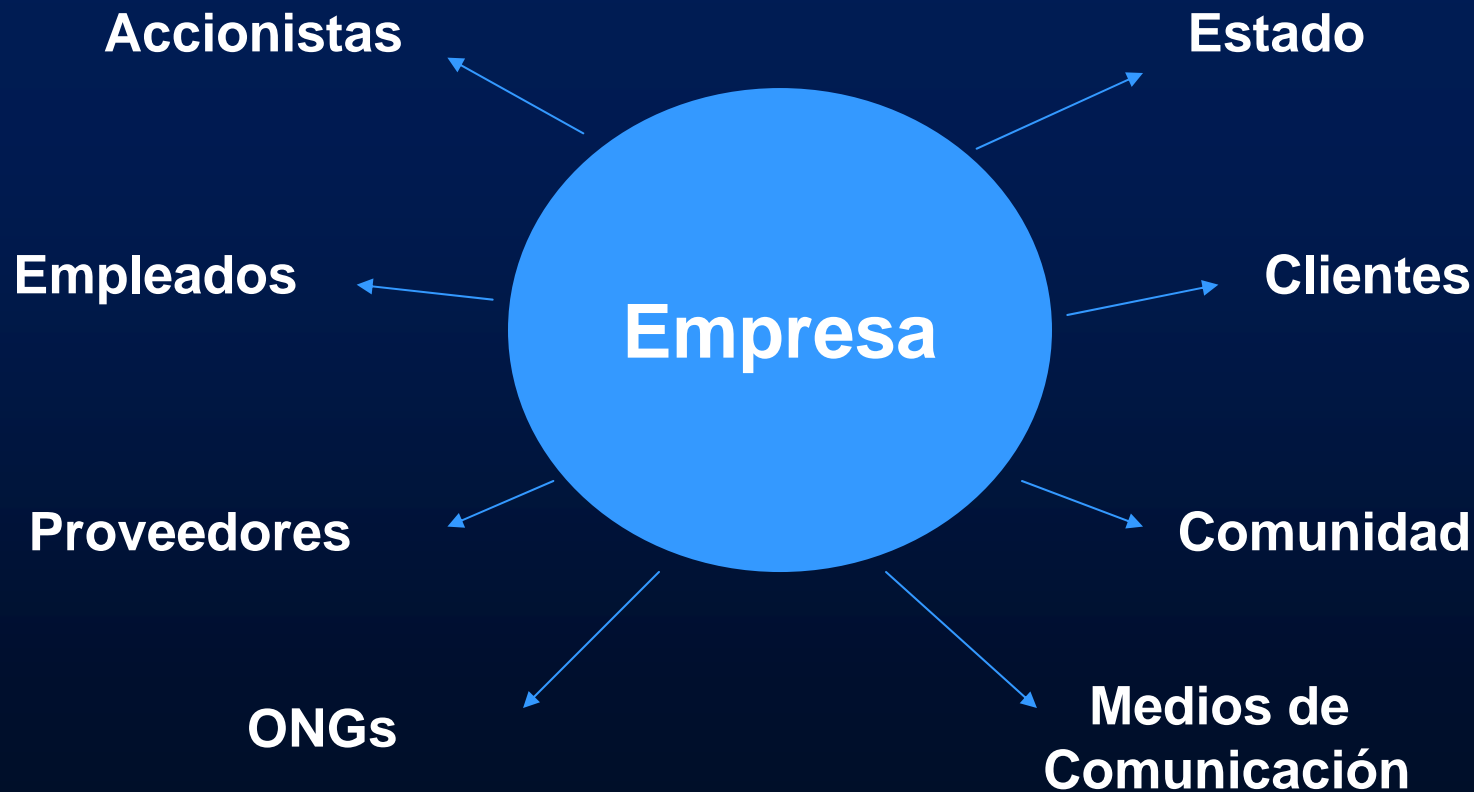 Accionistas
Estado
Empleados
Clientes
Empresa
Proveedores
Comunidad
ONGs
Medios de
Comunicación